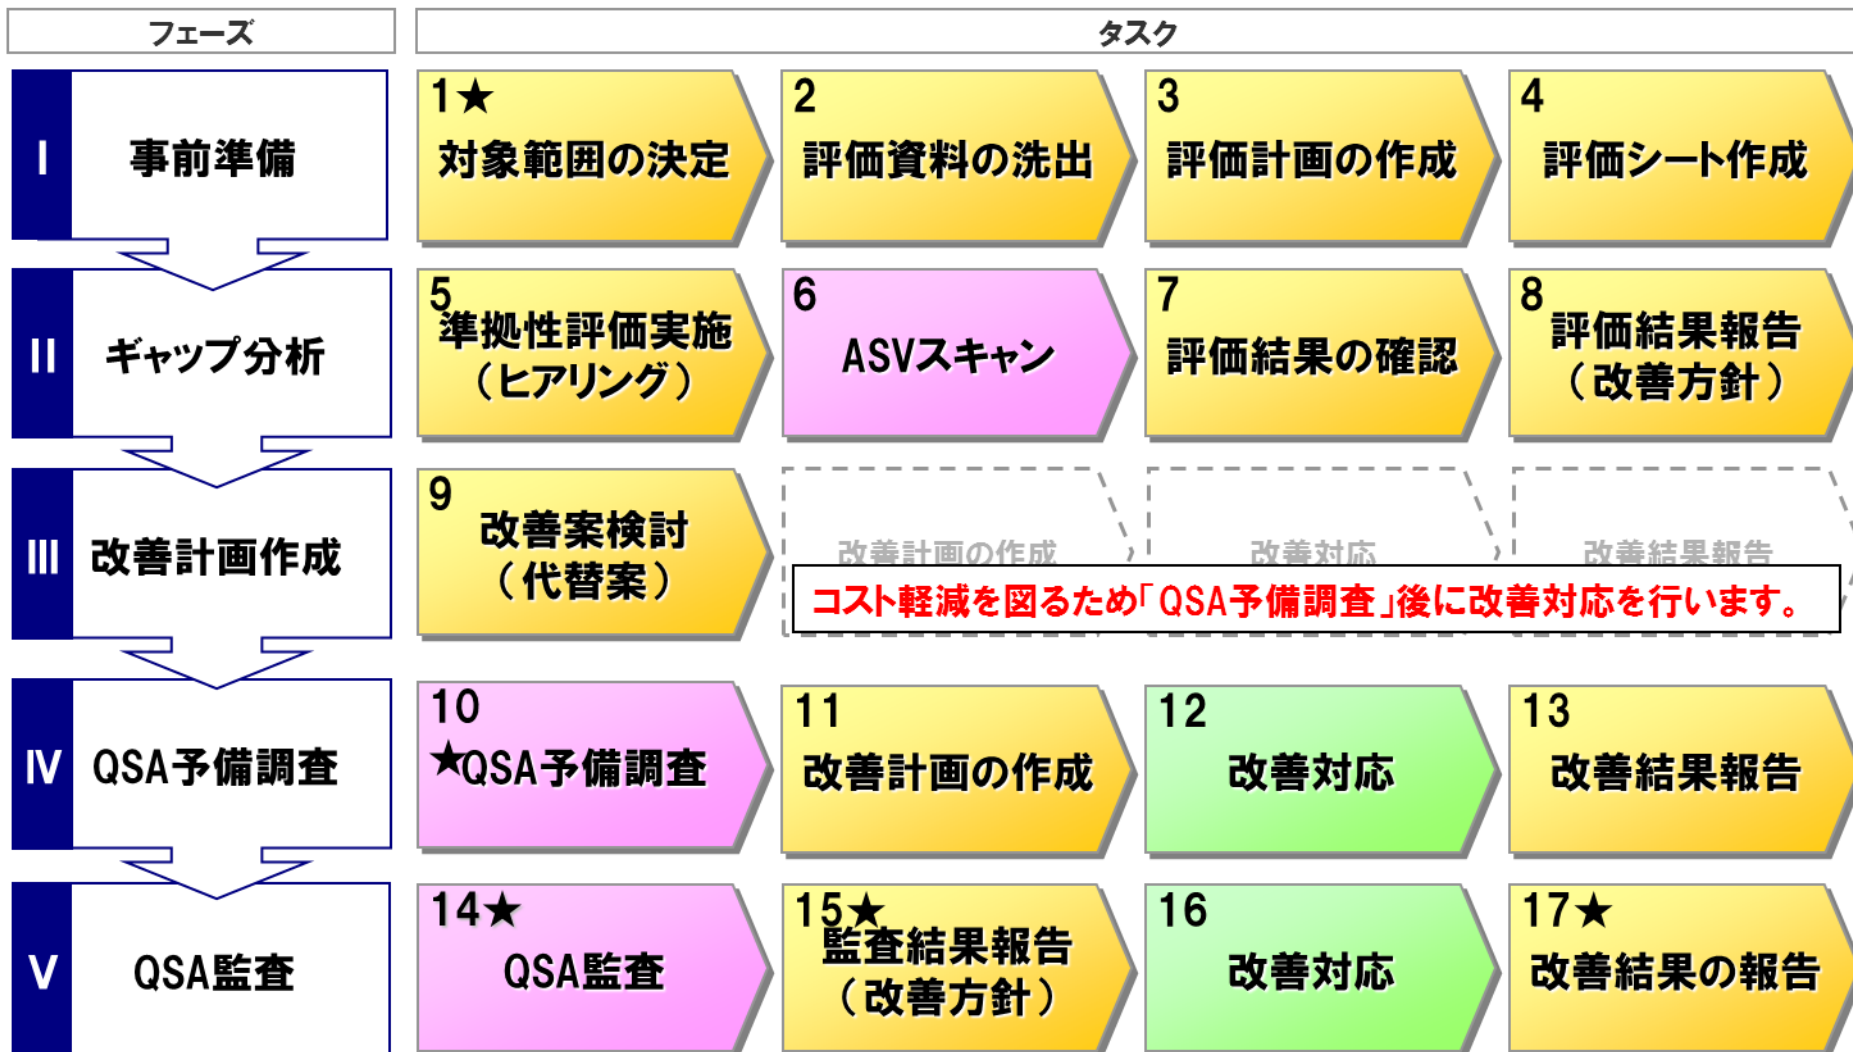 フェーズ
タスク
I
事前準備
1★
対象範囲の決定
2
評価資料の洗出
3
評価計画の作成
4
評価シート作成
II
ギャップ分析
5
準拠性評価実施
（ヒアリング）
6
ASVスキャン
7
評価結果の確認
8
評価結果報告
（改善方針）
III
改善計画作成
9
改善案検討
（代替案）
改善計画の作成
改善対応
改善結果報告
コスト軽減を図るため「QSA予備調査」後に改善対応を行います。
IV
QSA予備調査
10
★QSA予備調査
11
改善計画の作成
12
改善対応
13
改善結果報告
V
QSA監査
14★
QSA監査
15★
監査結果報告
（改善方針）
16
改善対応
17★
改善結果の報告